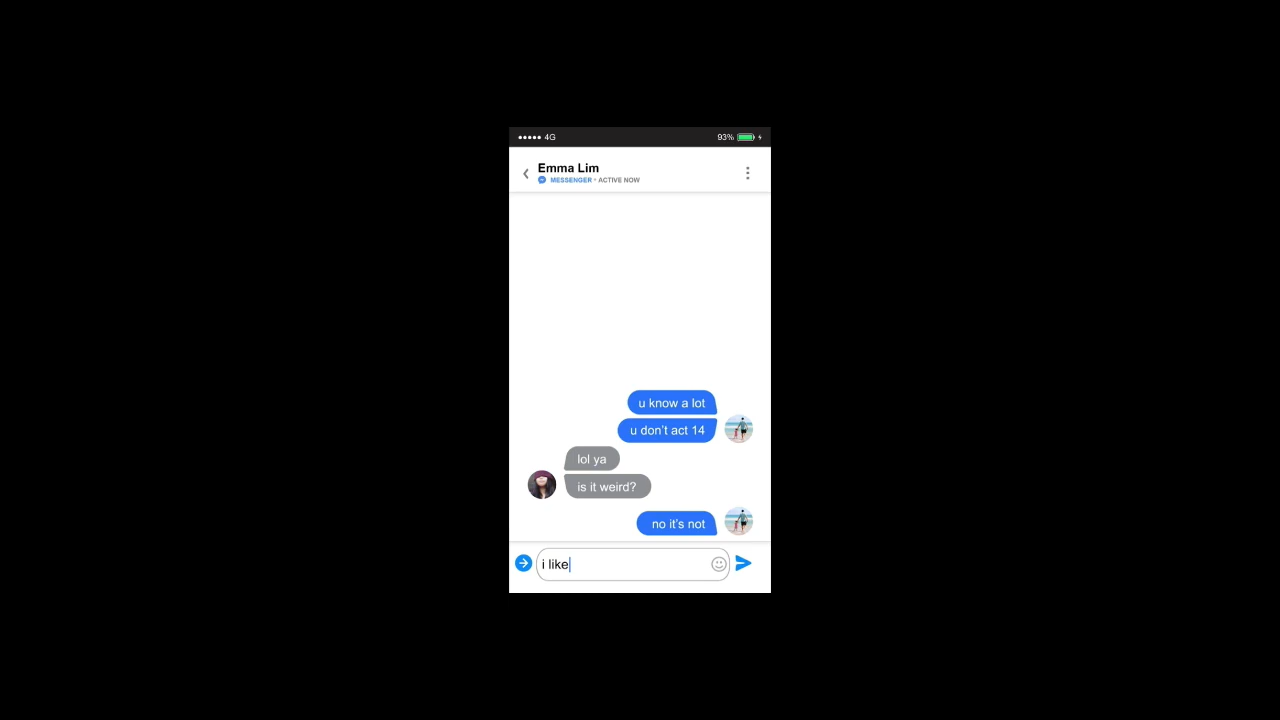 4G 93%
Emma Lim
MESSENGER • ACTIVE NOW
u know a lot
u don't act 14
lol ya
is it weird?
no it's not
i like